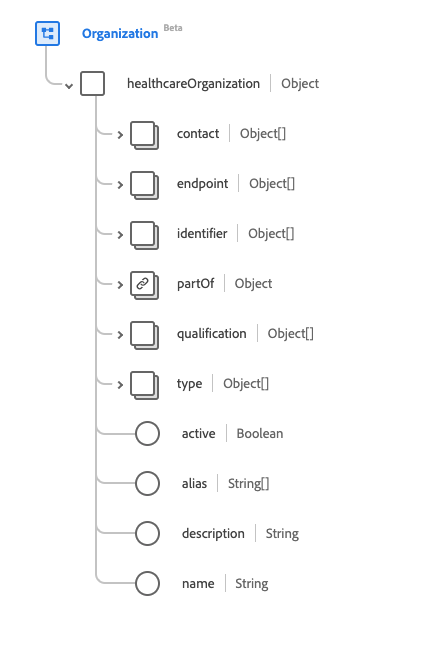 Organization Beta
healthcareOrganization Object
contact Object[]
endpoint Object[]
identifier Object[]
partOf Object
qualification Object[]
type Object[]
active Boolean
alias String[]
description String
name String